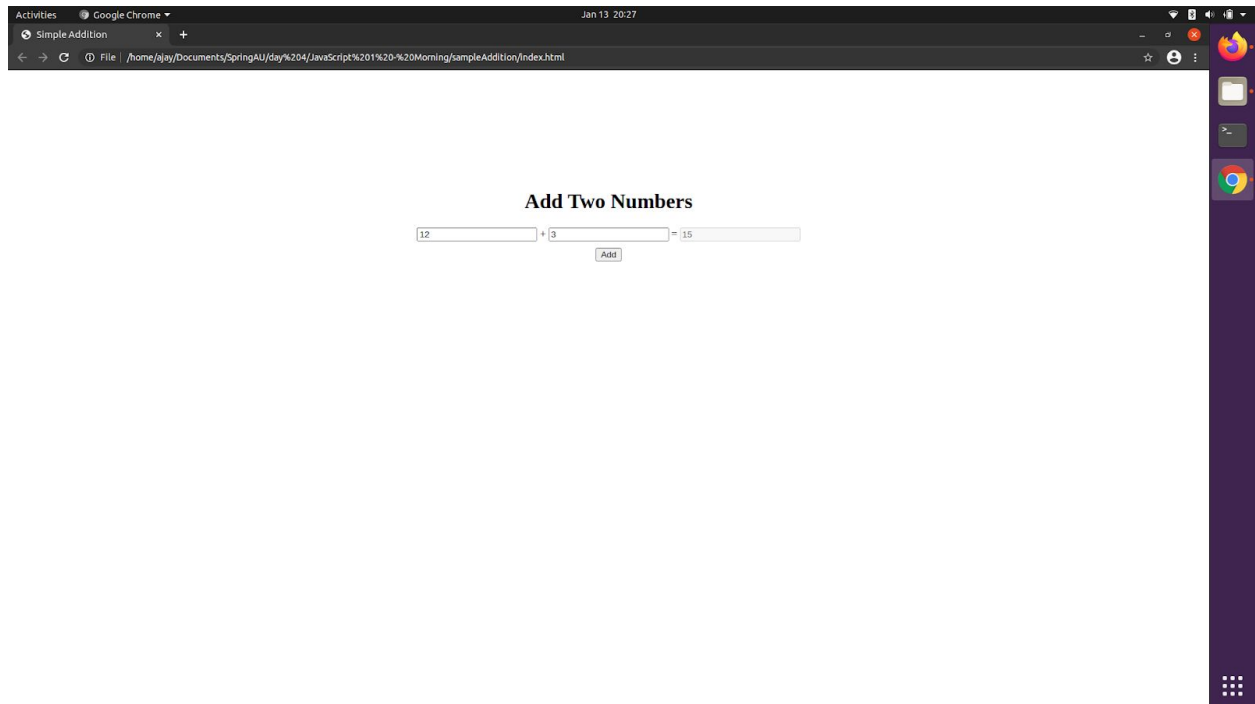 Activities Google Chrome Jan 13 20:27
Simple Addition
File | /home/ajay/Documents/SpringAU/day%204/JavaScript%201%20-%20Morning/sampleAddition/index.html
Add Two Numbers
12 + 3 = 15
Add